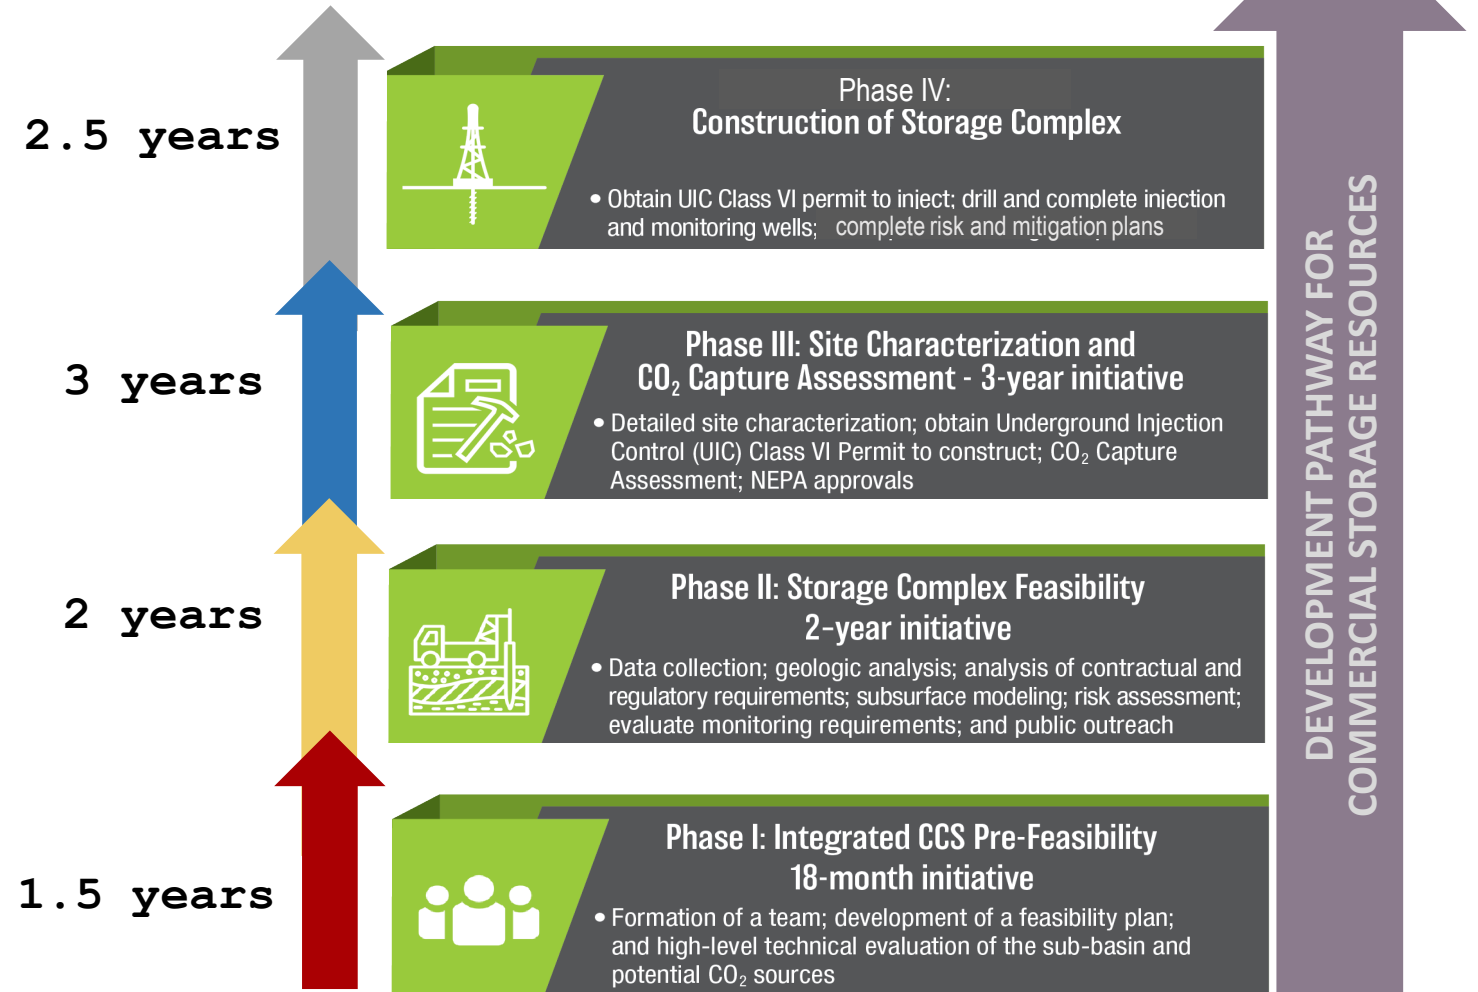 2.5 years
Phase IV:
Construction of Storage Complex
• Obtain UIC Class VI permit to inject; drill and complete injection
and monitoring wells; complete risk and mitigation plans
3 years
Phase III: Site Characterization and
CO₂ Capture Assessment - 3-year initiative
• Detailed site characterization; obtain Underground Injection
Control (UIC) Class VI Permit to construct; CO₂ Capture
Assessment; NEPA approvals
2 years
Phase II: Storage Complex Feasibility
2-year initiative
• Data collection; geologic analysis; analysis of contractual and
regulatory requirements; subsurface modeling; risk assessment;
evaluate monitoring requirements; and public outreach
1.5 years
Phase I: Integrated CCS Pre-Feasibility
18-month initiative
• Formation of a team; development of a feasibility plan;
and high-level technical evaluation of the sub-basin and
potential CO₂ sources
DEVELOPMENT PATHWAY FOR
COMMERCIAL STORAGE RESOURCES